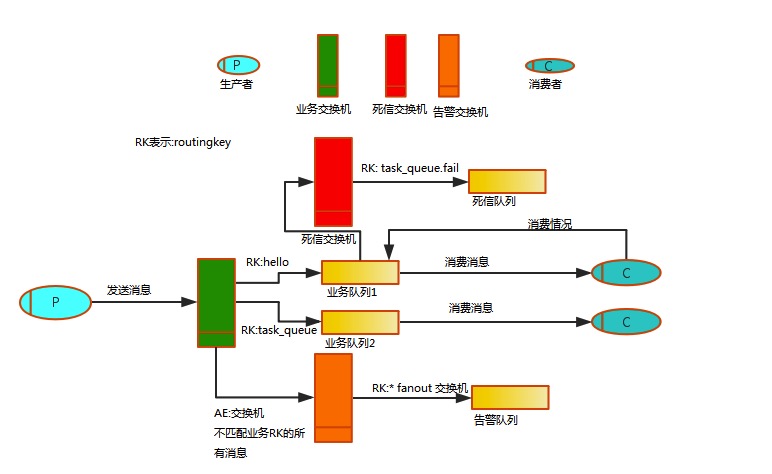 P
C
生产者
业务交换机
死信交换机
告警交换机
消费者
RK表示:routingkey
RK: task_queue.fail
死信队列
死信交换机
消费情况
RK:hello
消费消息
C
业务队列1
发送消息
P
消费消息
C
RK:task_queue
业务队列2
RK:* fanout 交换机
AE:交换机
告警队列
不匹配业务RK的所
有消息